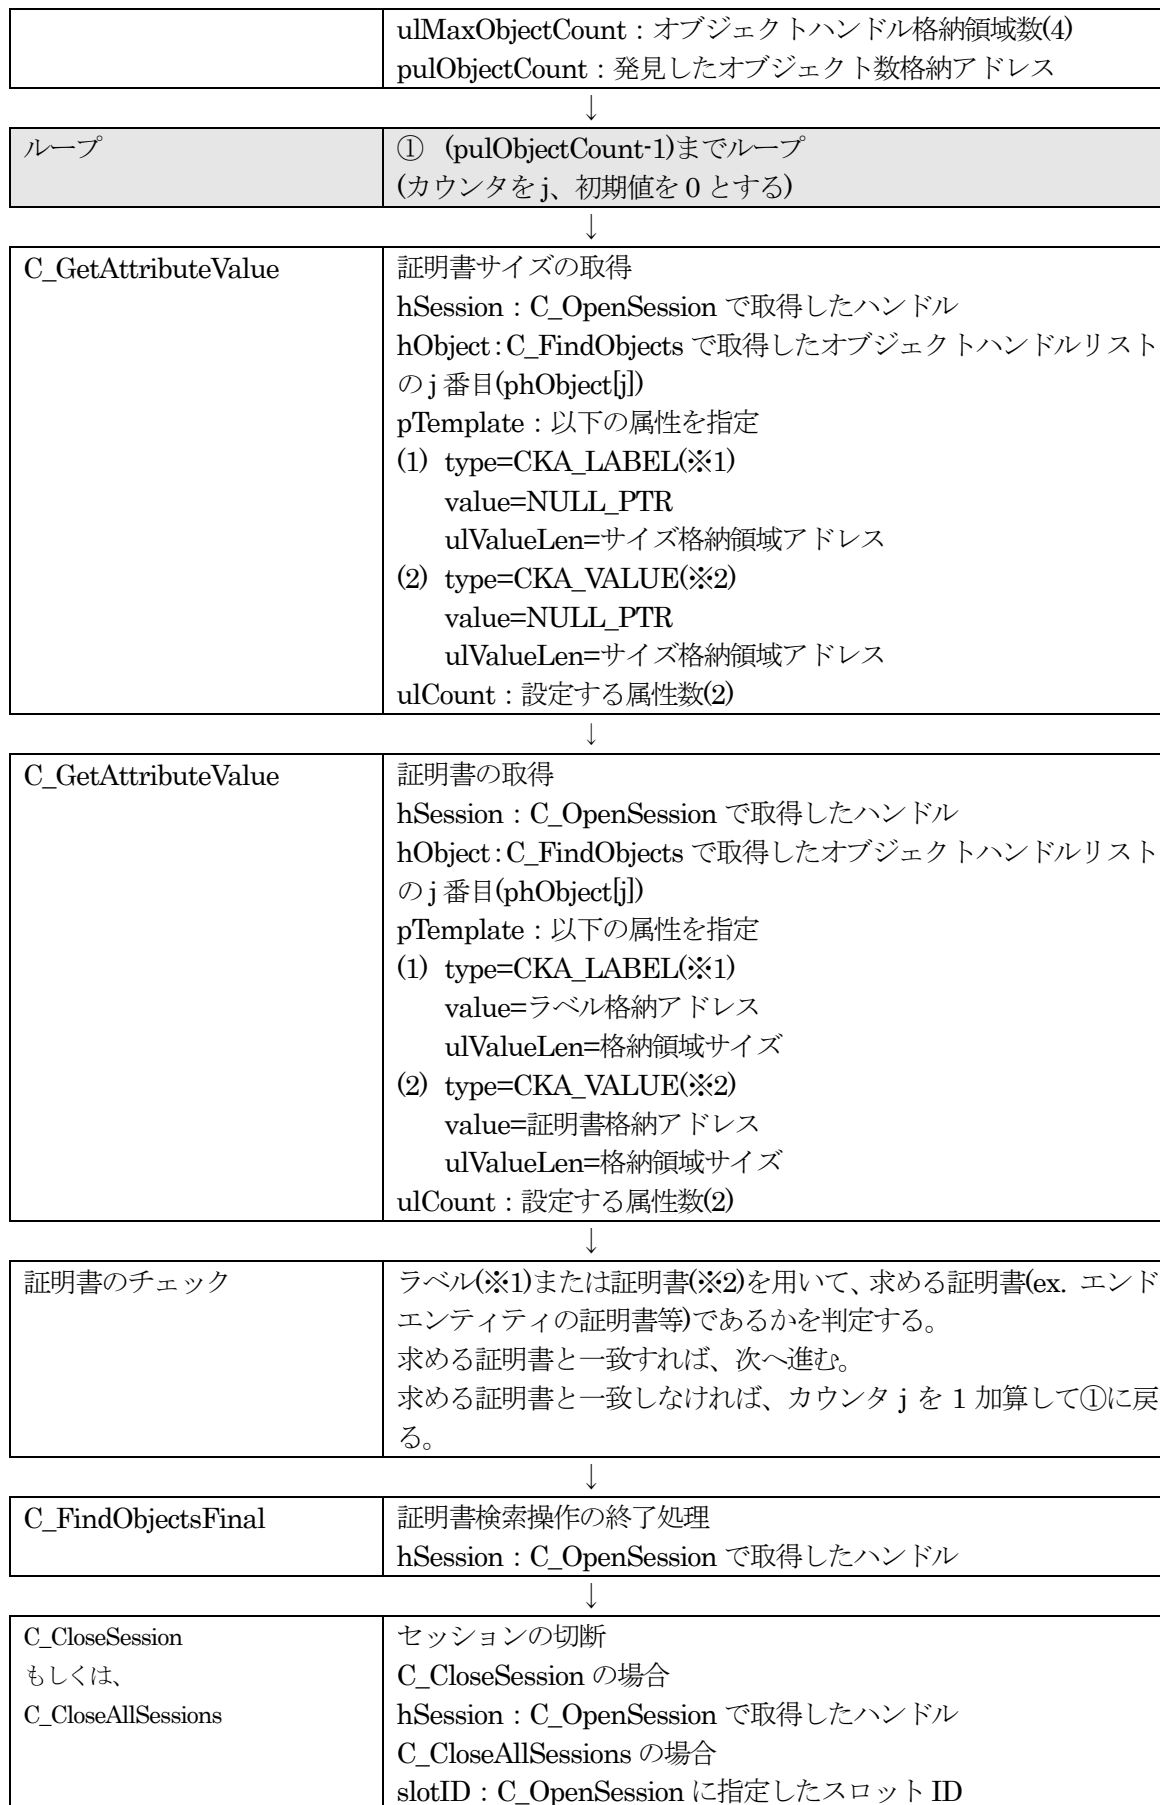 ulMaxObjectCount：オブジェクトハンドル格納領域数(4)
pulObjectCount：発見したオブジェクト数格納アドレス
↓
ループ
① (pulObjectCount-1)までループ
(カウンタを j、初期値を 0 とする)
↓
C_GetAttributeValue
証明書サイズの取得
hSession：C_OpenSession で取得したハンドル
hObject：C_FindObjects で取得したオブジェクトハンドルリスト
の j 番目(phObject[j])
pTemplate：以下の属性を指定
(1) type=CKA_LABEL(※1)
value=NULL_PTR
ulValueLen=サイズ格納領域アドレス
(2) type=CKA_VALUE(※2)
value=NULL_PTR
ulValueLen=サイズ格納領域アドレス
ulCount：設定する属性数(2)
↓
C_GetAttributeValue
証明書の取得
hSession：C_OpenSession で取得したハンドル
hObject：C_FindObjects で取得したオブジェクトハンドルリスト
の j 番目(phObject[j])
pTemplate：以下の属性を指定
(1) type=CKA_LABEL(※1)
value=ラベル格納アドレス
ulValueLen=格納領域サイズ
(2) type=CKA_VALUE(※2)
value=証明書格納アドレス
ulValueLen=格納領域サイズ
ulCount：設定する属性数(2)
↓
証明書のチェック
ラベル(※1)または証明書(※2)を用いて、求める証明書(ex. エンド
エンティティの証明書等)であるかを判定する。
求める証明書と一致すれば、次へ進む。
求める証明書と一致しなければ、カウンタ j を 1 加算して①に戻
る。
↓
C_FindObjectsFinal
証明書検索操作の終了処理
hSession：C_OpenSession で取得したハンドル
↓
C_CloseSession
もしくは、
C_CloseAllSessions
セッションの切断
C_CloseSession の場合
hSession：C_OpenSession で取得したハンドル
C_CloseAllSessions の場合
slotID：C_OpenSession に指定したスロット ID